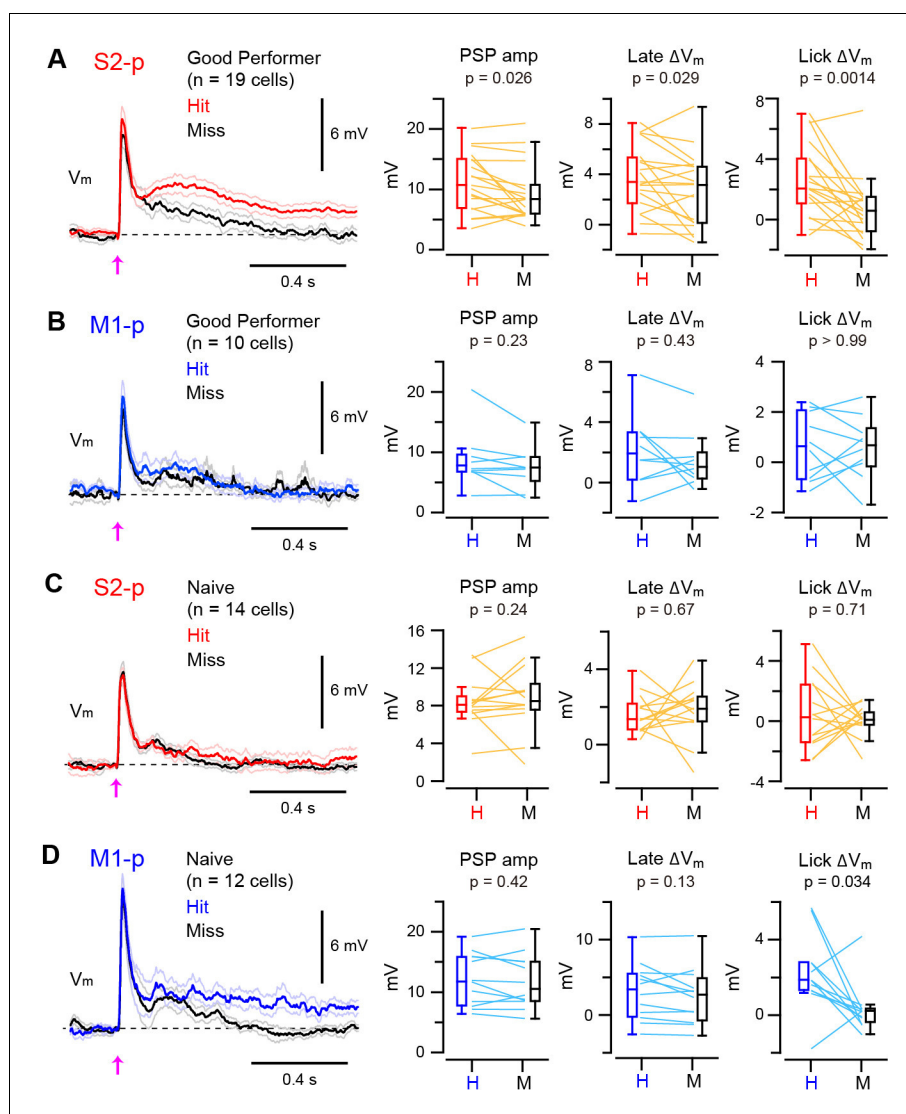 A
S2-p
Good Performer
(n = 19 cells)
Hit
Miss
Vm
6 mV
0.4 s
PSP amp
p = 0.026
mV
20
10
0
H
M
Late ΔVm
p = 0.029
mV
8
4
0
H
M
Lick ΔVm
p = 0.0014
mV
8
4
0
H
M
B
M1-p
Good Performer
(n = 10 cells)
Hit
Miss
Vm
6 mV
0.4 s
PSP amp
p = 0.23
mV
20
10
0
H
M
Late ΔVm
p = 0.43
mV
8
4
0
H
M
Lick ΔVm
p > 0.99
mV
4
2
0
-2
H
M
C
S2-p
Naive
(n = 14 cells)
Hit
Miss
Vm
6 mV
0.4 s
PSP amp
p = 0.24
mV
16
12
8
4
0
H
M
Late ΔVm
p = 0.67
mV
4
0
H
M
Lick ΔVm
p = 0.71
mV
4
0
-4
H
M
D
M1-p
Naive
(n = 12 cells)
Hit
Miss
Vm
6 mV
0.4 s
PSP amp
p = 0.42
mV
20
10
0
H
M
Late ΔVm
p = 0.13
mV
10
0
H
M
Lick ΔVm
p = 0.034
mV
4
0
H
M